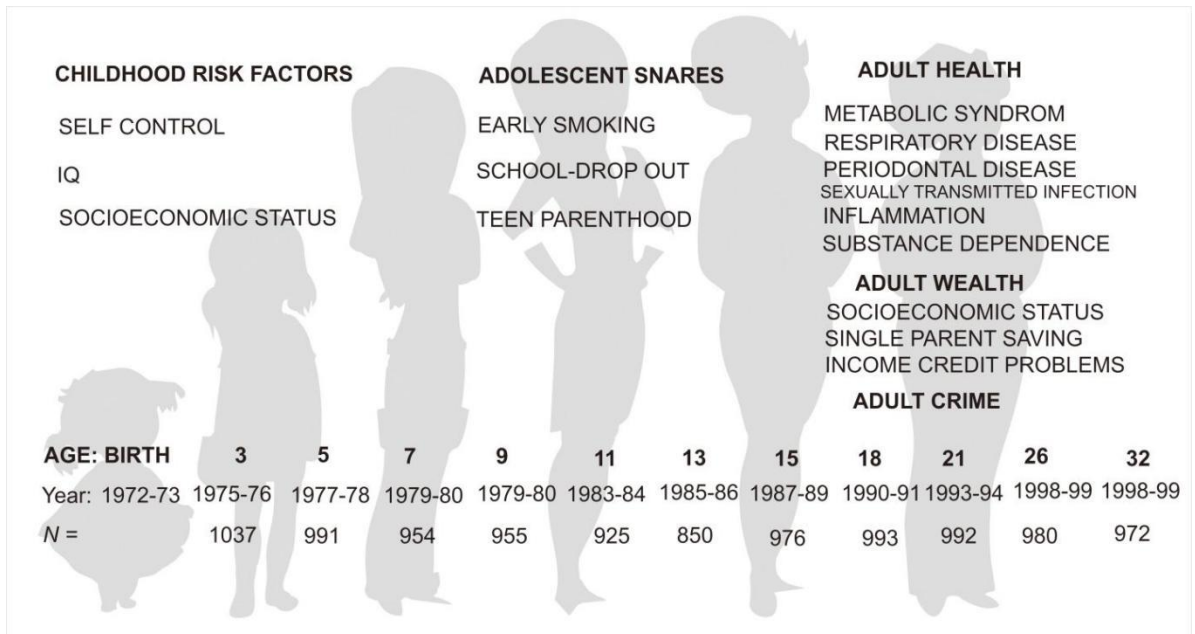 CHILDHOOD RISK FACTORS
SELF CONTROL
IQ
SOCIOECONOMIC STATUS
ADOLESCENT SNARES
EARLY SMOKING
SCHOOL-DROP OUT
TEEN PARENTHOOD
ADULT HEALTH
METABOLIC SYNDROM
RESPIRATORY DISEASE
PERIODONTAL DISEASE
SEXUALLY TRANSMITTED INFECTION
INFLAMMATION
SUBSTANCE DEPENDENCE
ADULT WEALTH
SOCIOECONOMIC STATUS
SINGLE PARENT SAVING
INCOME CREDIT PROBLEMS
ADULT CRIME
AGE: BIRTH 3 5 7 9 11 13 15 18 21 26 32
Year: 1972-73 1975-76 1977-78 1979-80 1979-80 1983-84 1985-86 1987-89 1990-91 1993-94 1998-99 1998-99
N = 1037 991 954 955 925 850 976 993 992 980 972